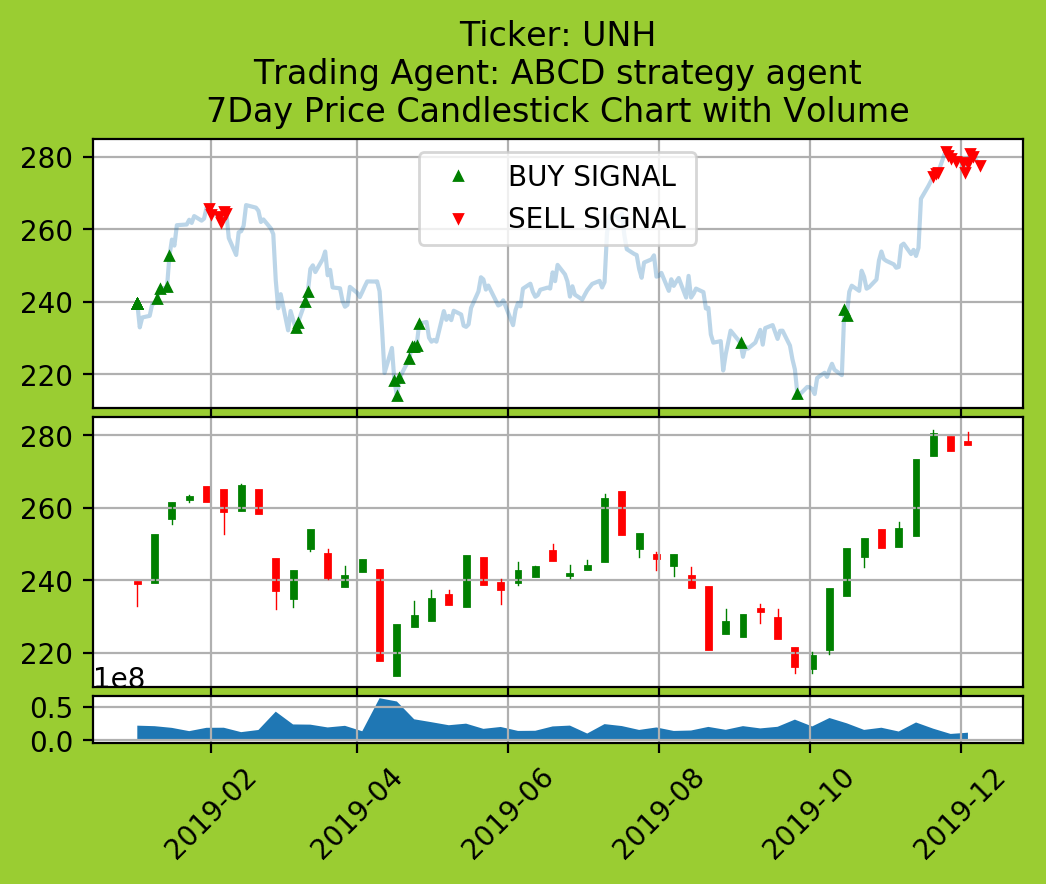 Ticker: UNH
Trading Agent: ABCD strategy agent
7Day Price Candlestick Chart with Volume
280
260
240
220
BUY SIGNAL
SELL SIGNAL
280
260
240
220
1e8
0.5
0.0
2019-02
2019-04
2019-06
2019-08
2019-10
2019-12